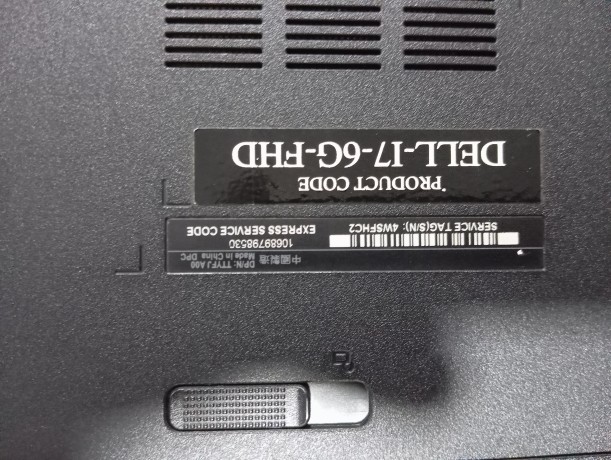 DP/N: TTYFJ A00
Made in China DPC
中國製造
SERVICE TAG(S/N): 4WSFHC2
10689798530
EXPRESS SERVICE CODE
*PRODUCT CODE
DELL-I7-6G-FHD